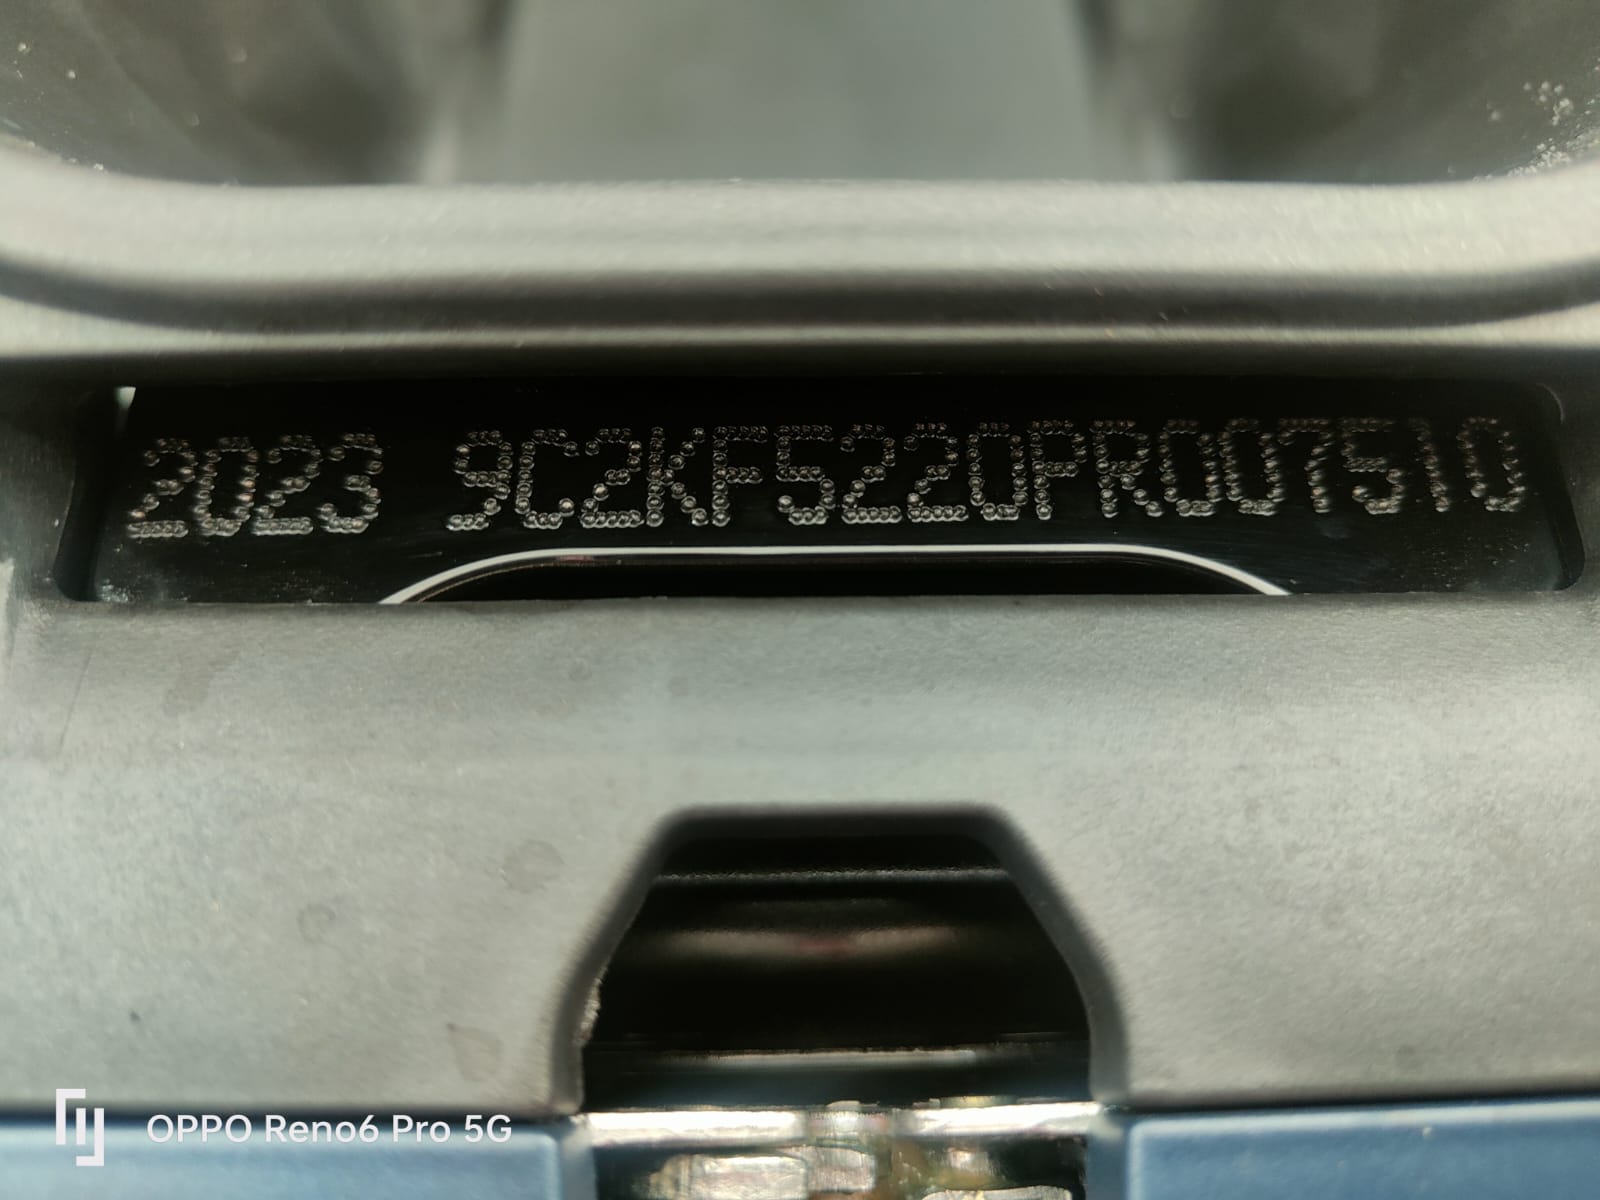 2023 9C2KF5220PR007510
OPPO Reno6 Pro 5G